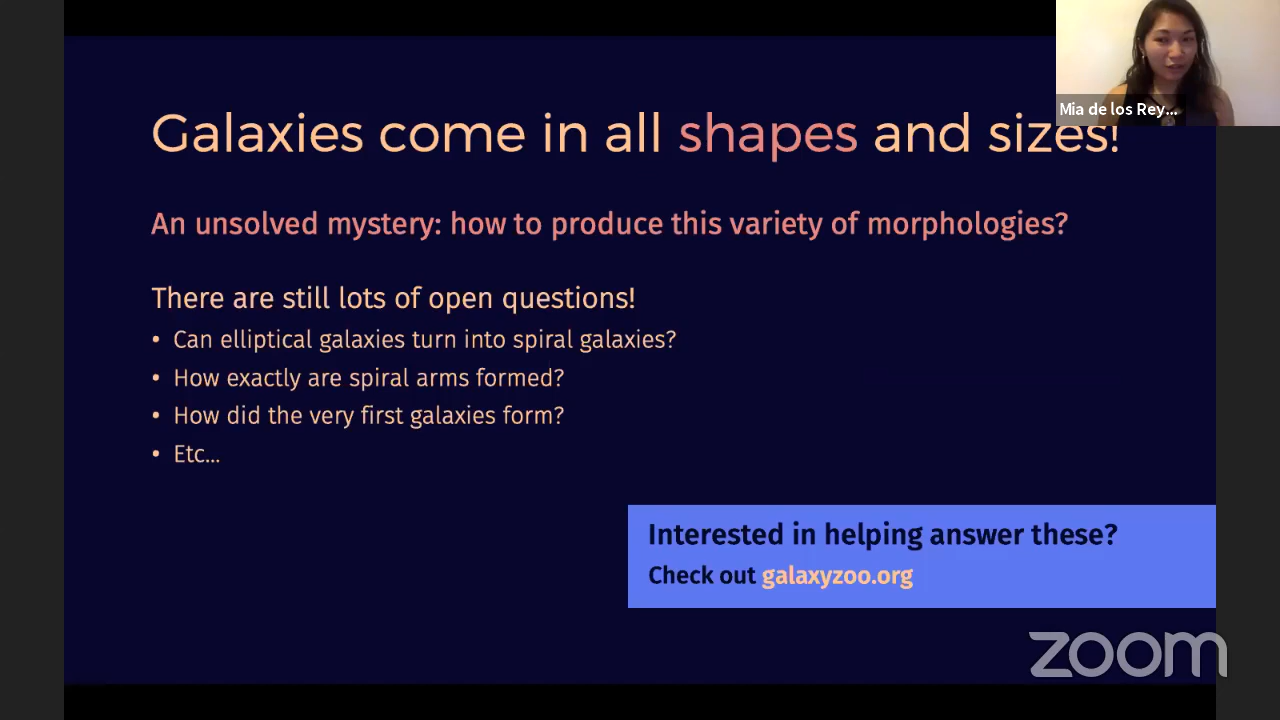 Mia de los Rey...
Galaxies come in all shapes and sizes!
An unsolved mystery: how to produce this variety of morphologies?
There are still lots of open questions!
• Can elliptical galaxies turn into spiral galaxies?
• How exactly are spiral arms formed?
• How did the very first galaxies form?
• Etc...
Interested in helping answer these?
Check out galaxyzoo.org
zoom